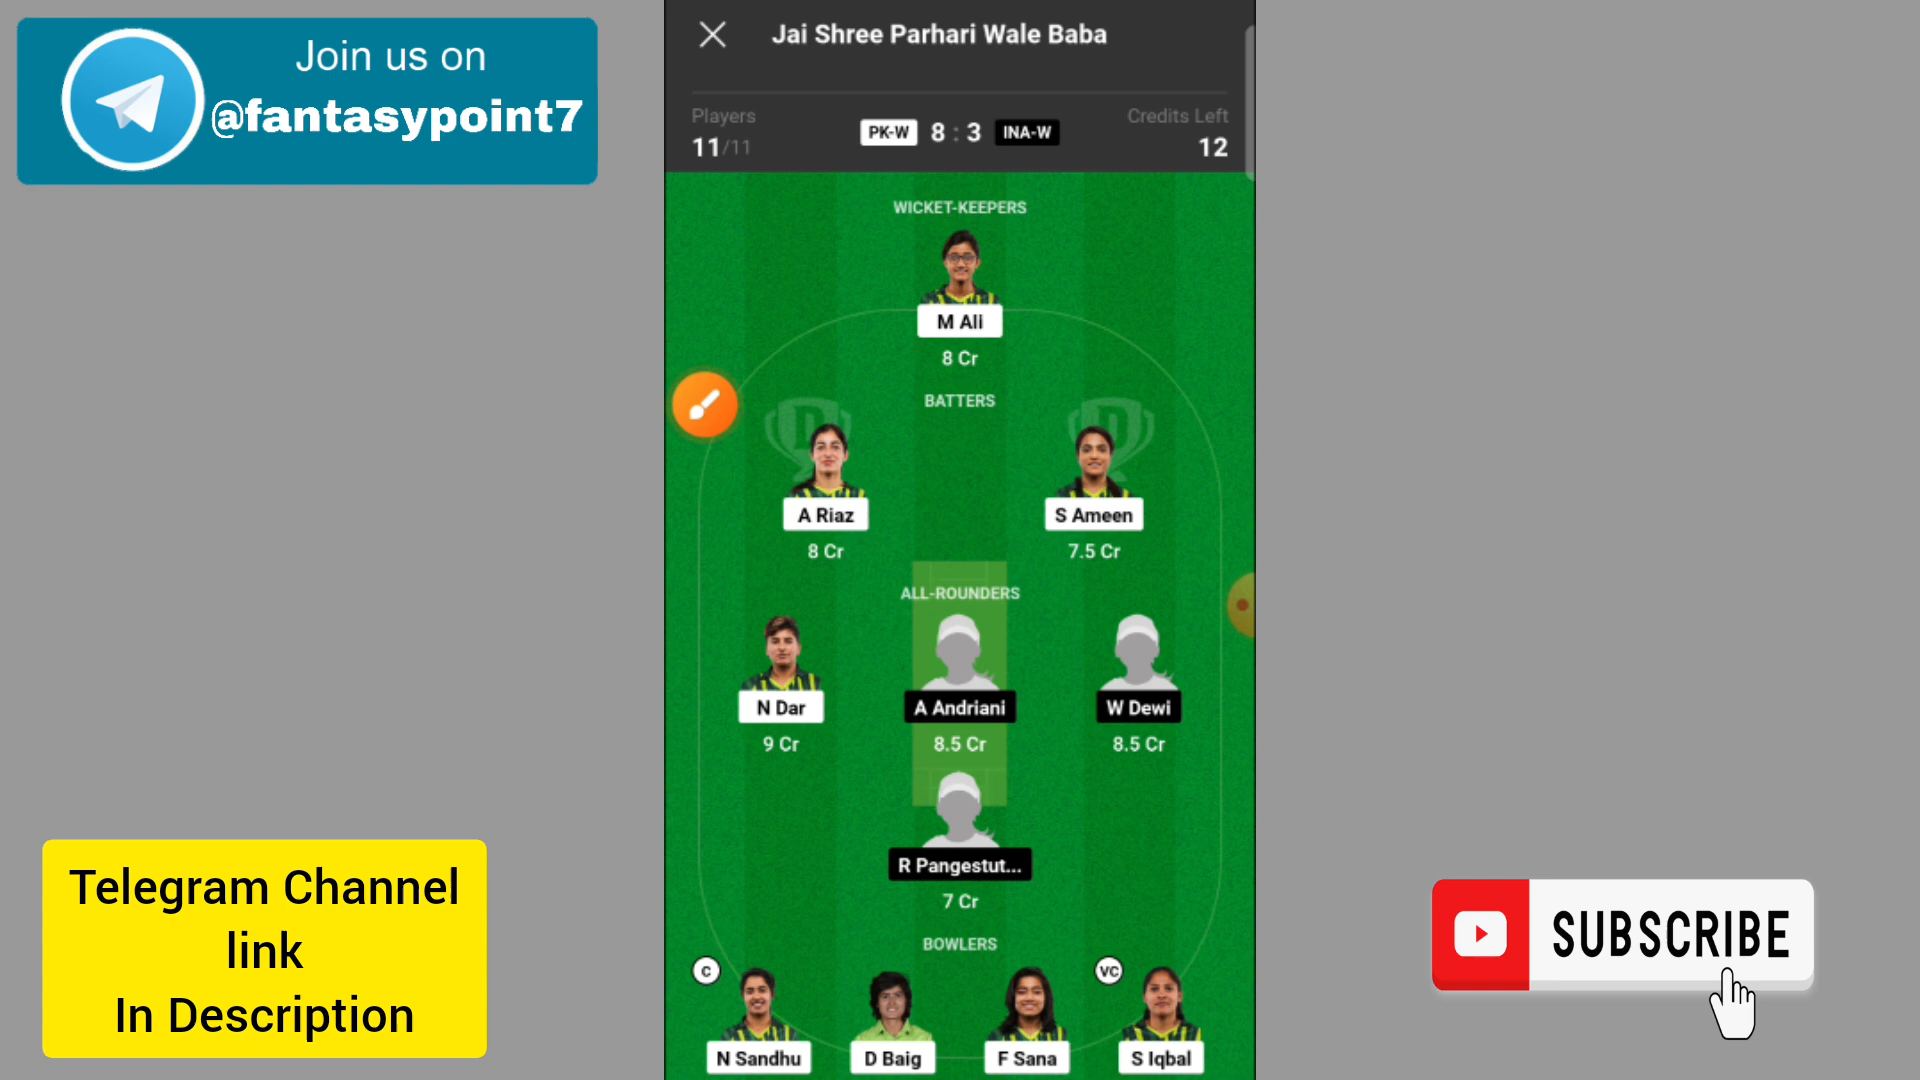 Join us on
@fantasypoint7
Jai Shree Parhari Wale Baba
Players
11/11
PK-W 8 : 3 INA-W
Credits Left
12
WICKET-KEEPERS
M Ali
8 Cr
BATTERS
A Riaz
8 Cr
S Ameen
7.5 Cr
ALL-ROUNDERS
N Dar
9 Cr
A Andriani
8.5 Cr
W Dewi
8.5 Cr
R Pangestut...
7 Cr
BOWLERS
C
N Sandhu
D Baig
F Sana
VC
S Iqbal
Telegram Channel
link
In Description
SUBSCRIBE